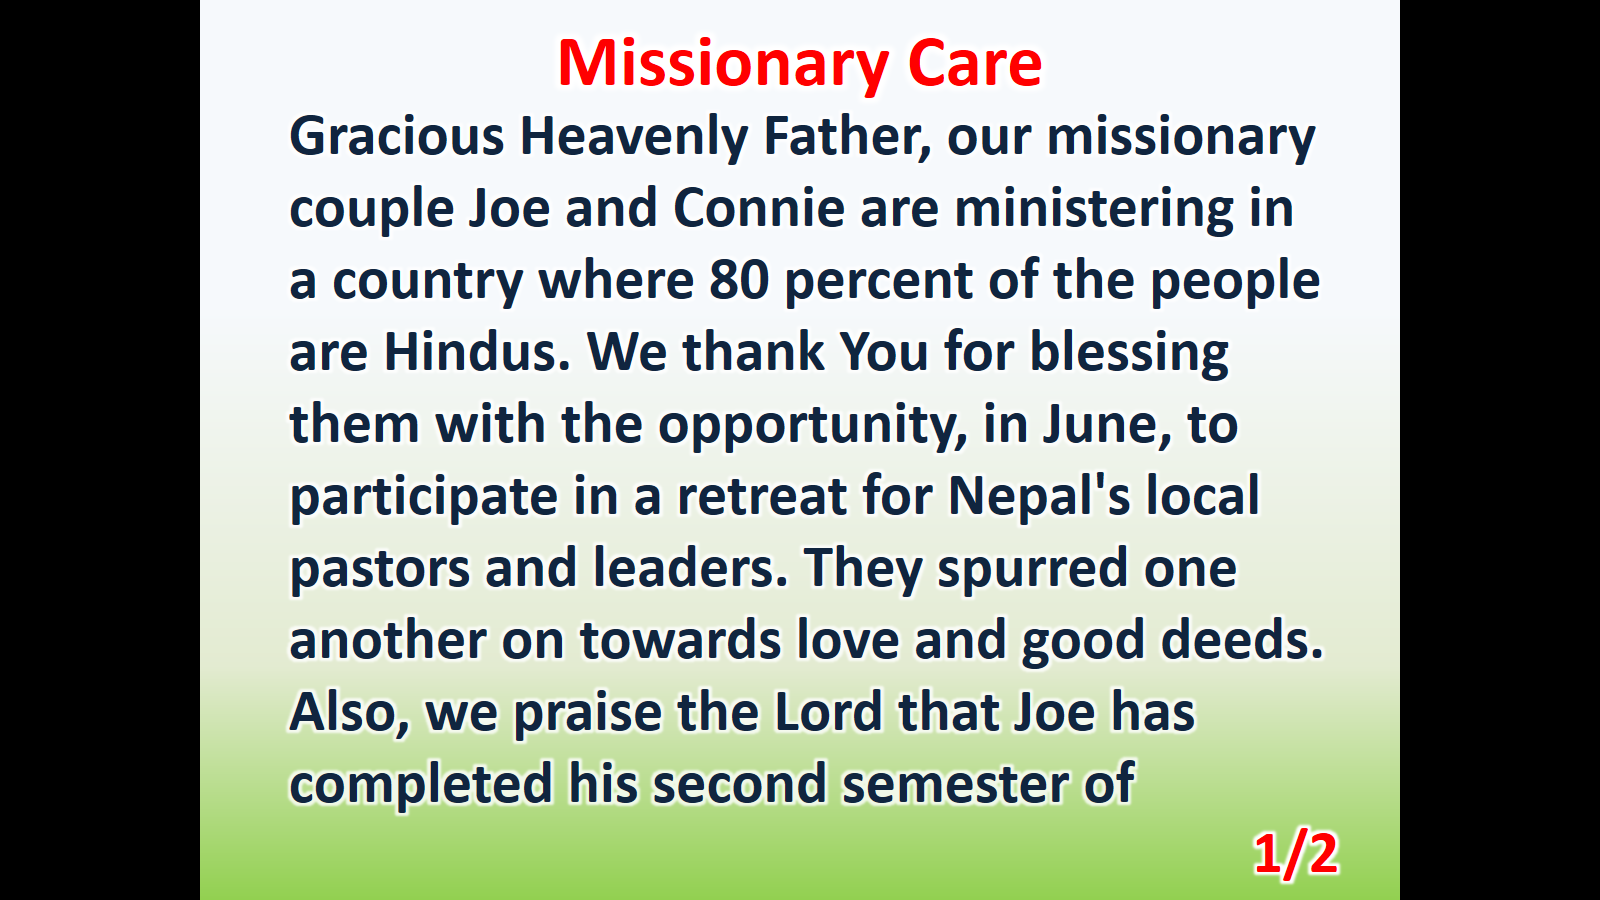 Missionary Care
Gracious Heavenly Father, our missionary
couple Joe and Connie are ministering in
a country where 80 percent of the people
are Hindus. We thank You for blessing
them with the opportunity, in June, to
participate in a retreat for Nepal's local
pastors and leaders. They spurred one
another on towards love and good deeds.
Also, we praise the Lord that Joe has
completed his second semester of
1/2